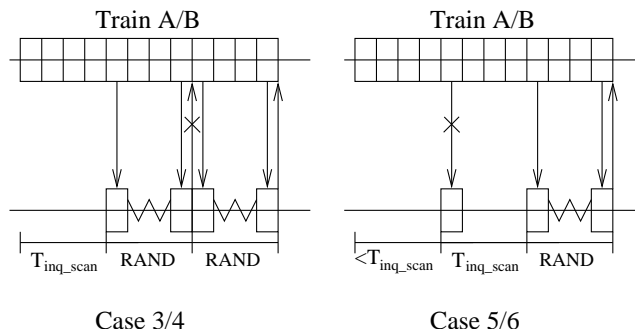 Train A/B
Train A/B
T_inq_scan RAND RAND
<T_inq_scan T_inq_scan RAND
Case 3/4
Case 5/6